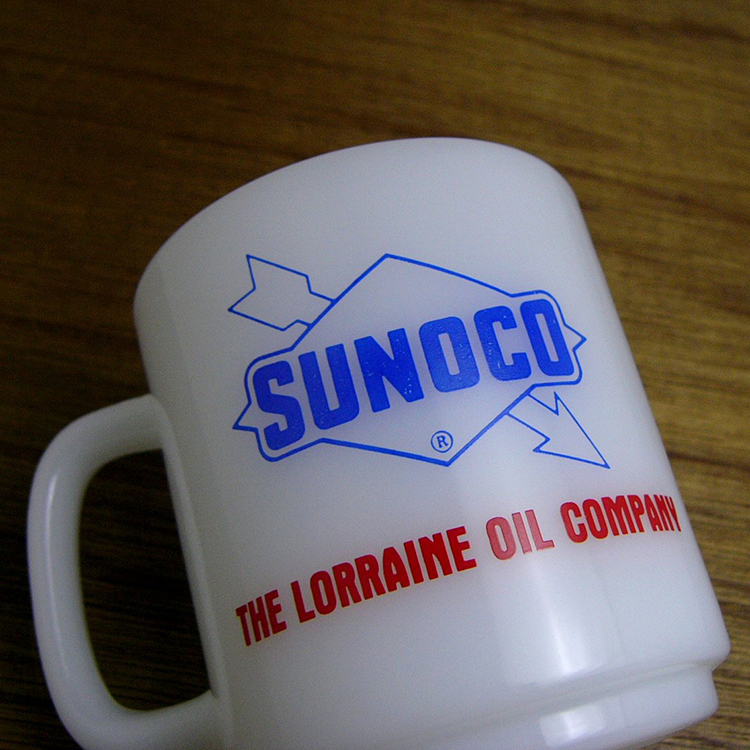 SUNOCO
®
THE LORRAINE OIL COMPANY